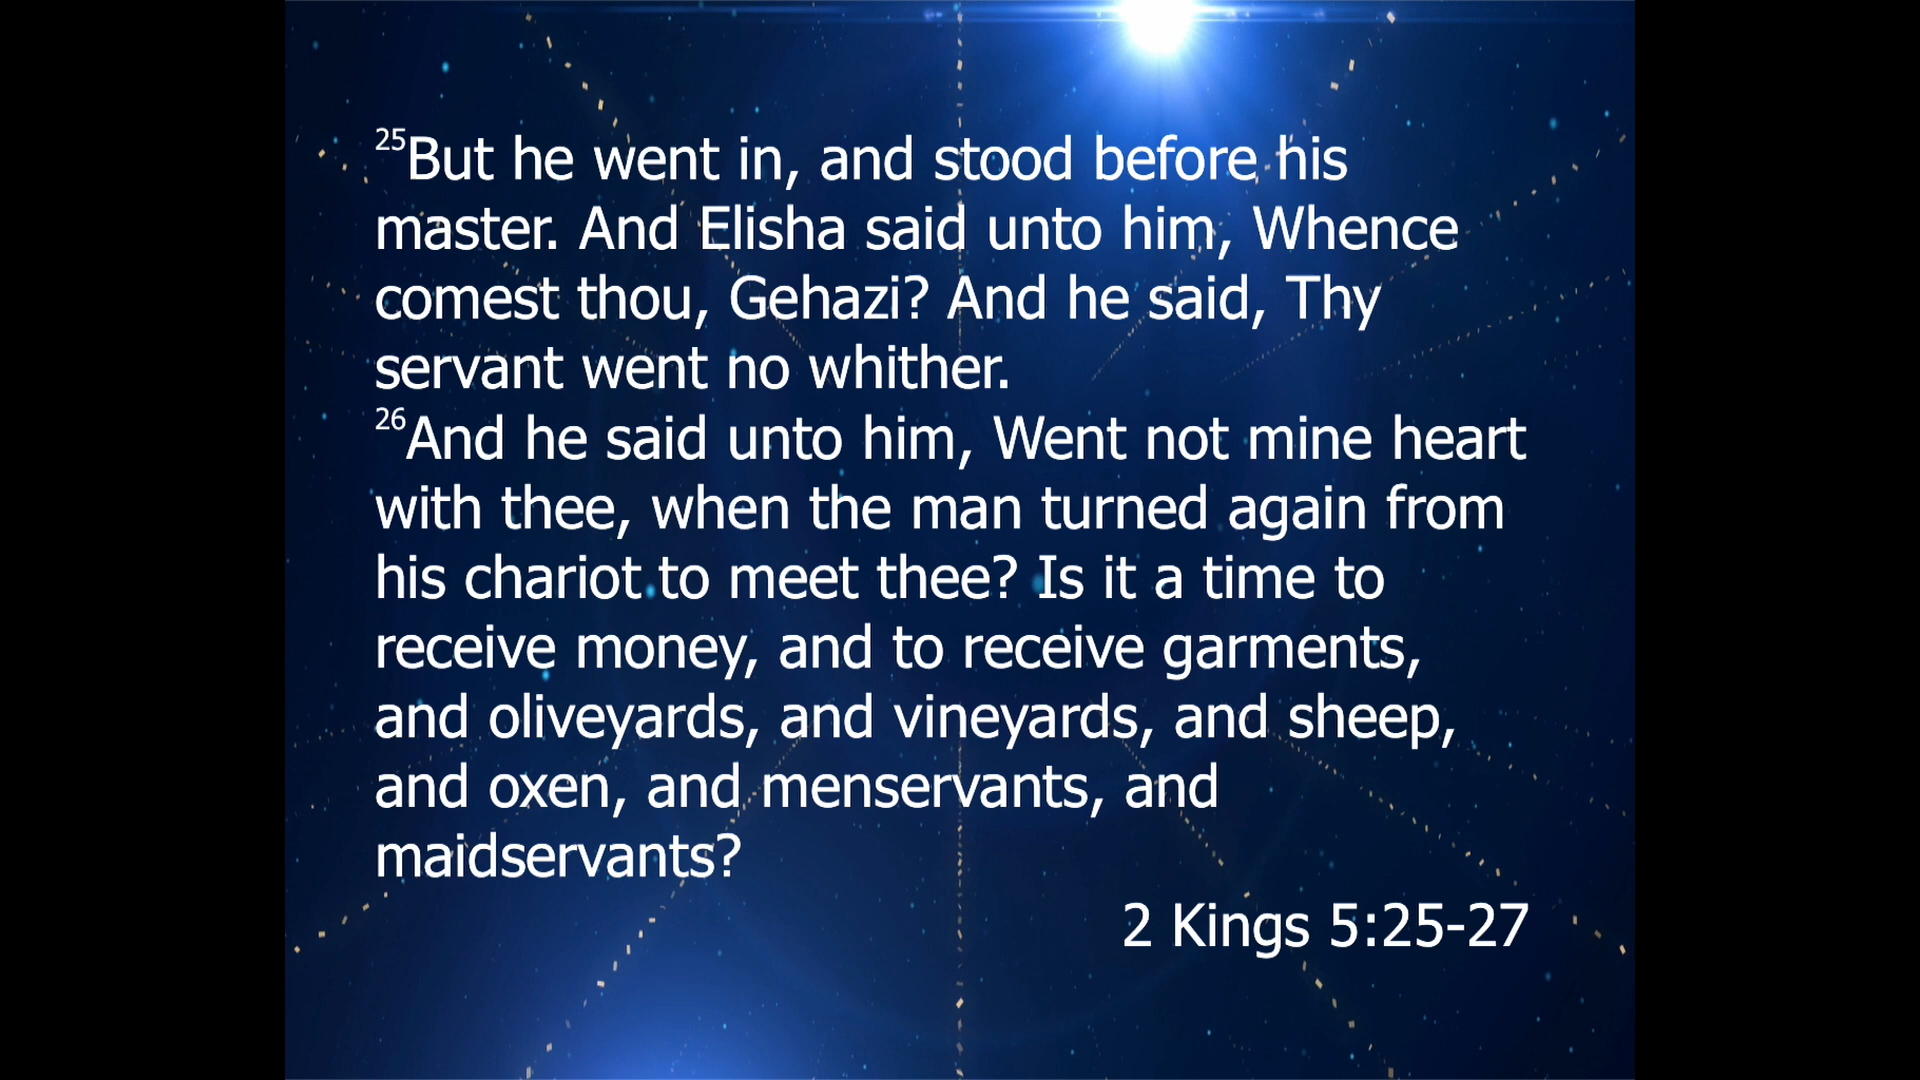 25But he went in, and stood before his
master. And Elisha said unto him, Whence
comest thou, Gehazi? And he said, Thy
servant went no whither.
26And he said unto him, Went not mine heart
with thee, when the man turned again from
his chariot to meet thee? Is it a time to
receive money, and to receive garments,
and oliveyards, and vineyards, and sheep,
and oxen, and menservants, and
maidservants?
2 Kings 5:25-27